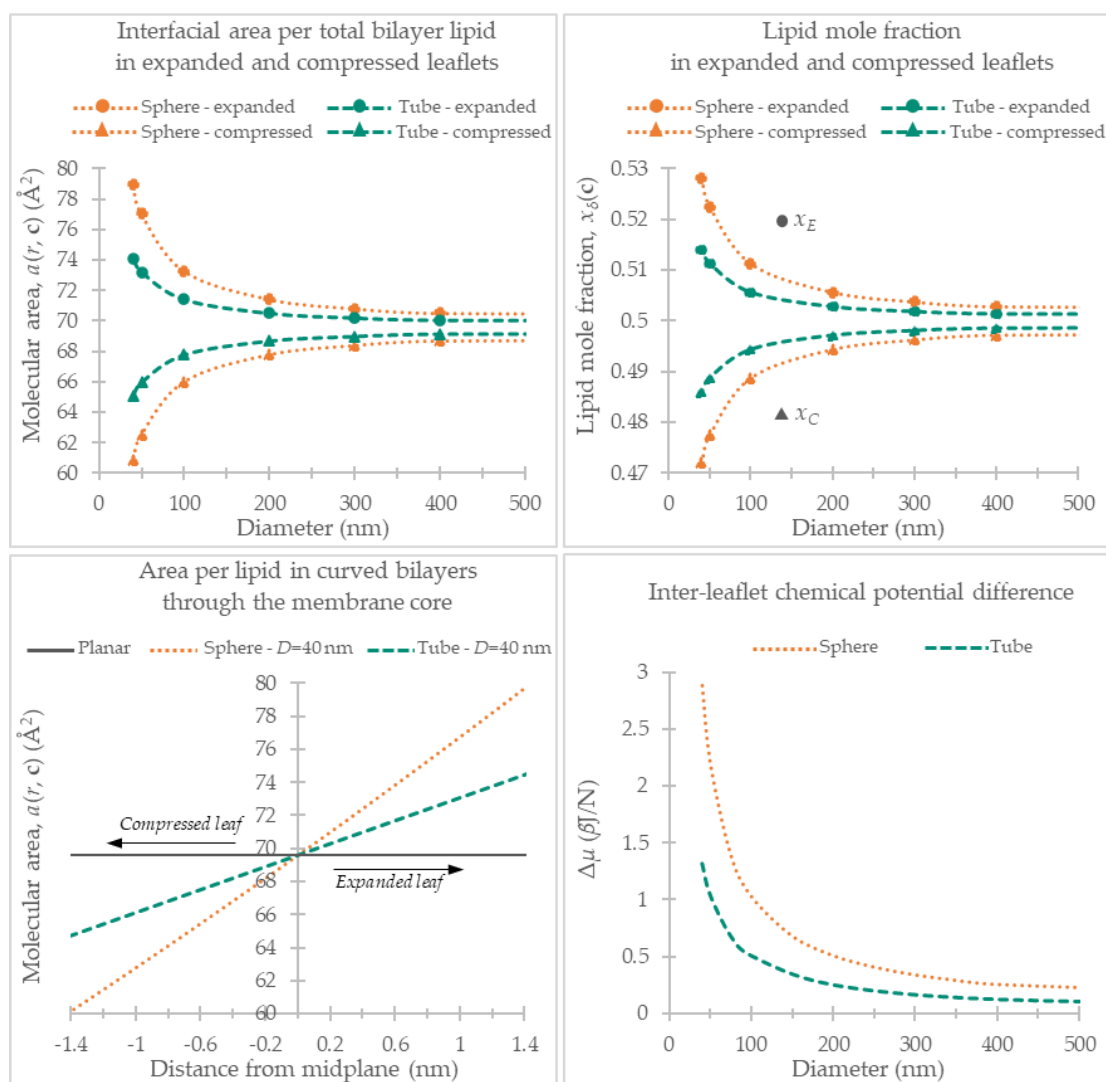 Interfacial area per total bilayer lipid
in expanded and compressed leaflets
Sphere - expanded
Tube - expanded
Sphere - compressed
Tube - compressed
Molecular area, a(r, c) (Å²)
80
78
76
74
72
70
68
66
64
62
60
0
100
200
300
400
500
Diameter (nm)
Lipid mole fraction
in expanded and compressed leaflets
Sphere - expanded
Tube - expanded
Sphere - compressed
Tube - compressed
Lipid mole fraction, xδ(c)
0.53
0.52
0.51
0.5
0.49
0.48
0.47
xE
xC
0
100
200
300
400
500
Diameter (nm)
Area per lipid in curved bilayers
through the membrane core
Planar
Sphere - D=40 nm
Tube - D=40 nm
Molecular area, a(r, c) (Å²)
80
78
76
74
72
70
68
66
64
62
60
Compressed leaf
Expanded leaf
-1.4
-1
-0.6
-0.2
0.2
0.6
1
1.4
Distance from midplane (nm)
Inter-leaflet chemical potential difference
Sphere
Tube
Δμ (βJ/N)
3
2.5
2
1.5
1
0.5
0
0
100
200
300
400
500
Diameter (nm)